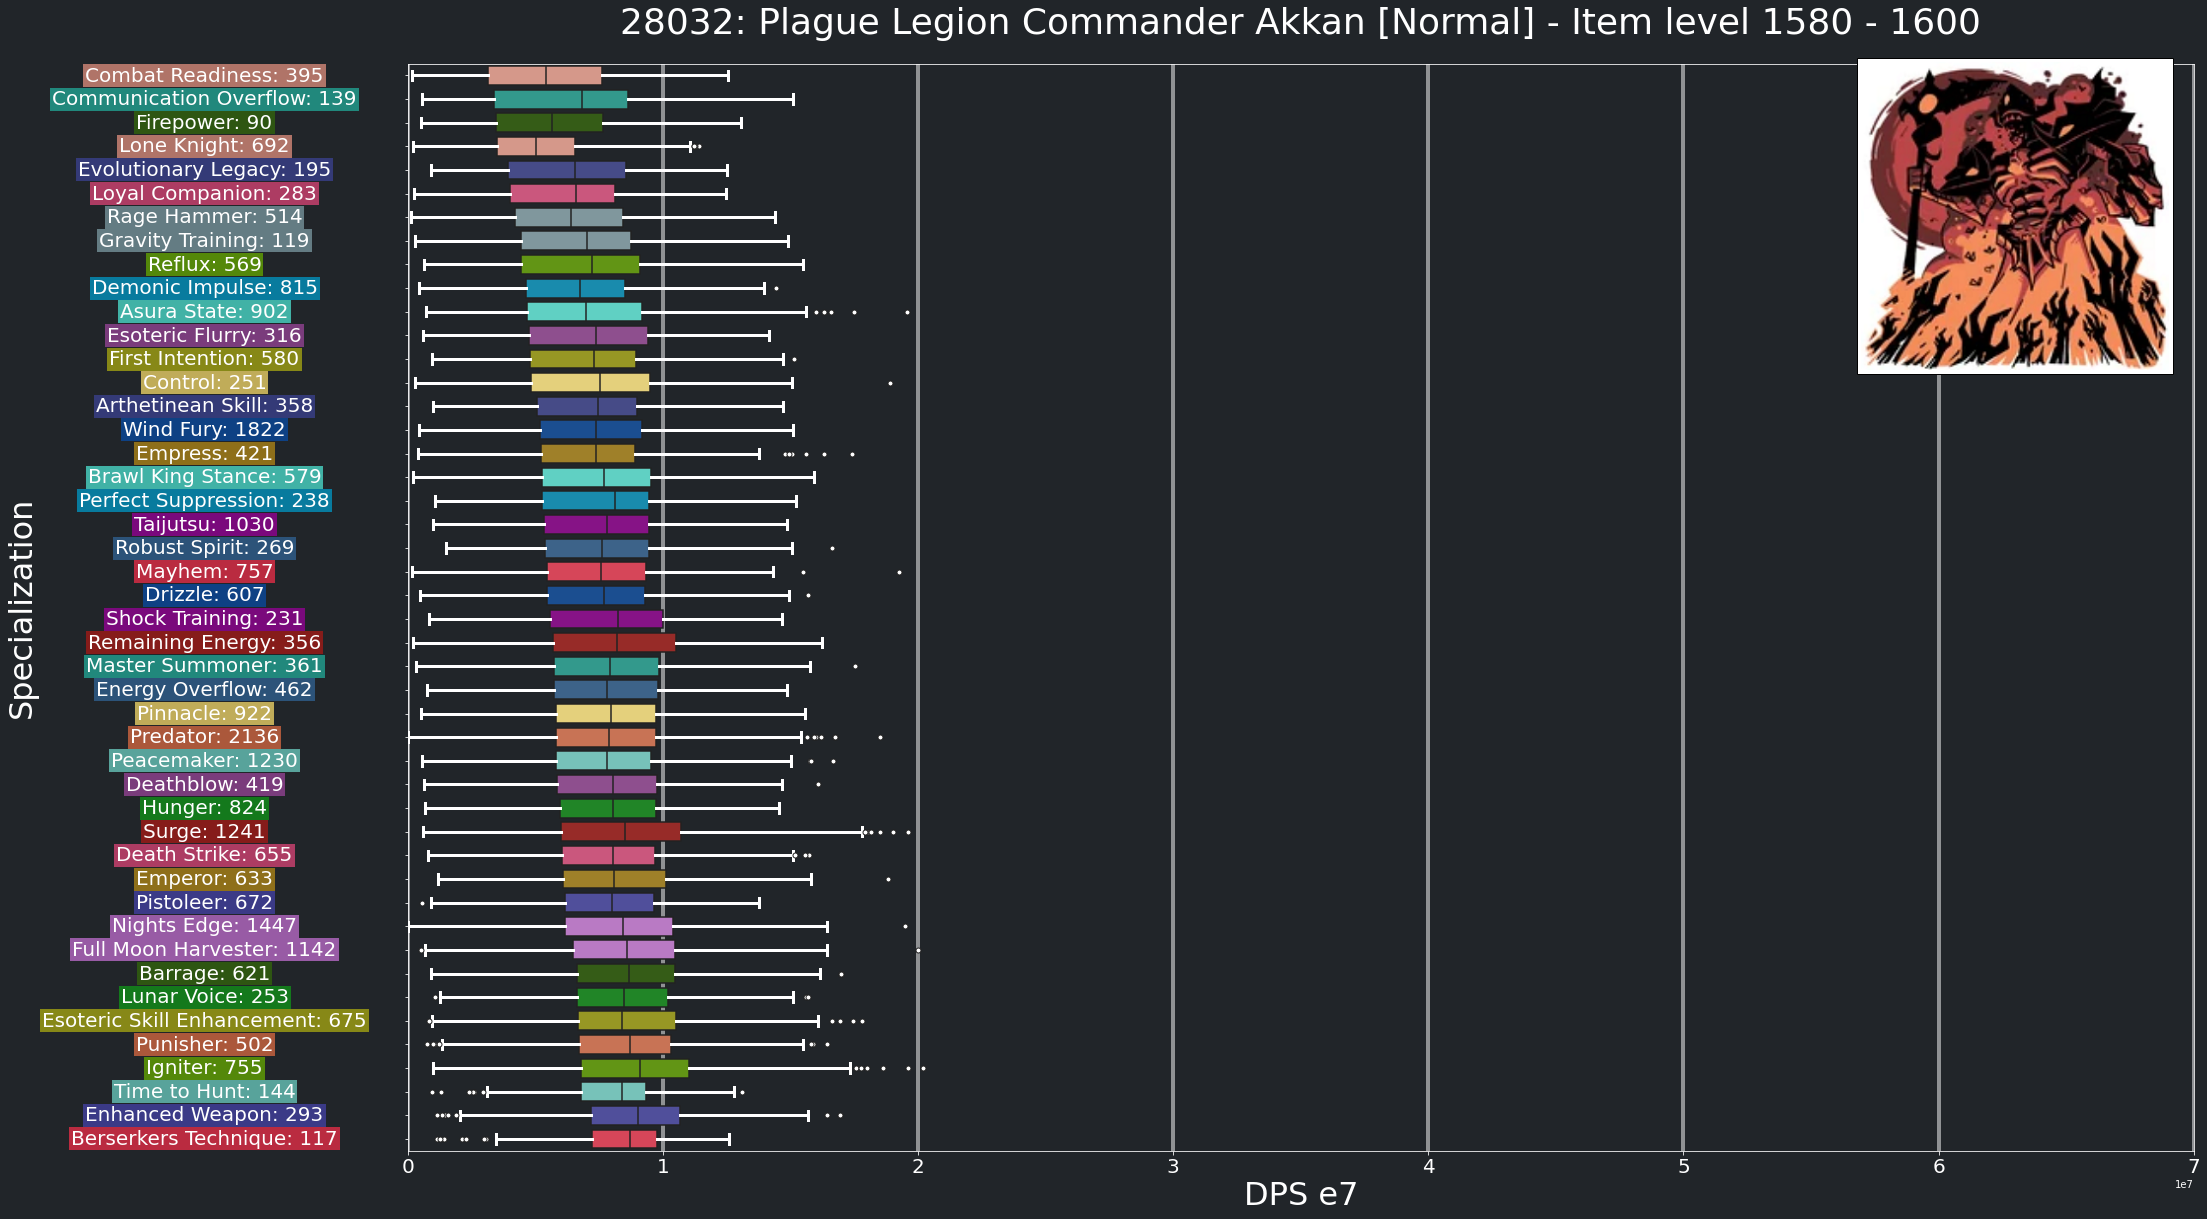 28032: Plague Legion Commander Akkan [Normal] - Item level 1580 - 1600
Combat Readiness: 395
Communication Overflow: 139
Firepower: 90
Lone Knight: 692
Evolutionary Legacy: 195
Loyal Companion: 283
Rage Hammer: 514
Gravity Training: 119
Reflux: 569
Demonic Impulse: 815
Asura State: 902
Esoteric Flurry: 316
First Intention: 580
Control: 251
Arthetinean Skill: 358
Wind Fury: 1822
Empress: 421
Brawl King Stance: 579
Perfect Suppression: 238
Taijutsu: 1030
Robust Spirit: 269
Mayhem: 757
Drizzle: 607
Shock Training: 231
Remaining Energy: 356
Master Summoner: 361
Energy Overflow: 462
Pinnacle: 922
Predator: 2136
Peacemaker: 1230
Deathblow: 419
Hunger: 824
Surge: 1241
Death Strike: 655
Emperor: 633
Pistoleer: 672
Nights Edge: 1447
Full Moon Harvester: 1142
Barrage: 621
Lunar Voice: 253
Esoteric Skill Enhancement: 675
Punisher: 502
Igniter: 755
Time to Hunt: 144
Enhanced Weapon: 293
Berserkers Technique: 117
Specialization
0 1 2 3 4 5 6 7
1e7
DPS e7